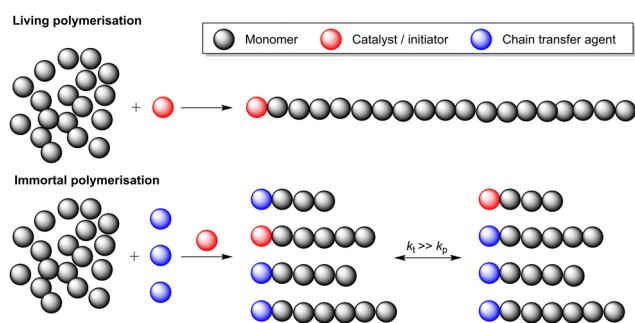 Living polymerisation
Monomer
Catalyst / initiator
Chain transfer agent
+
Immortal polymerisation
+
kt >> kp